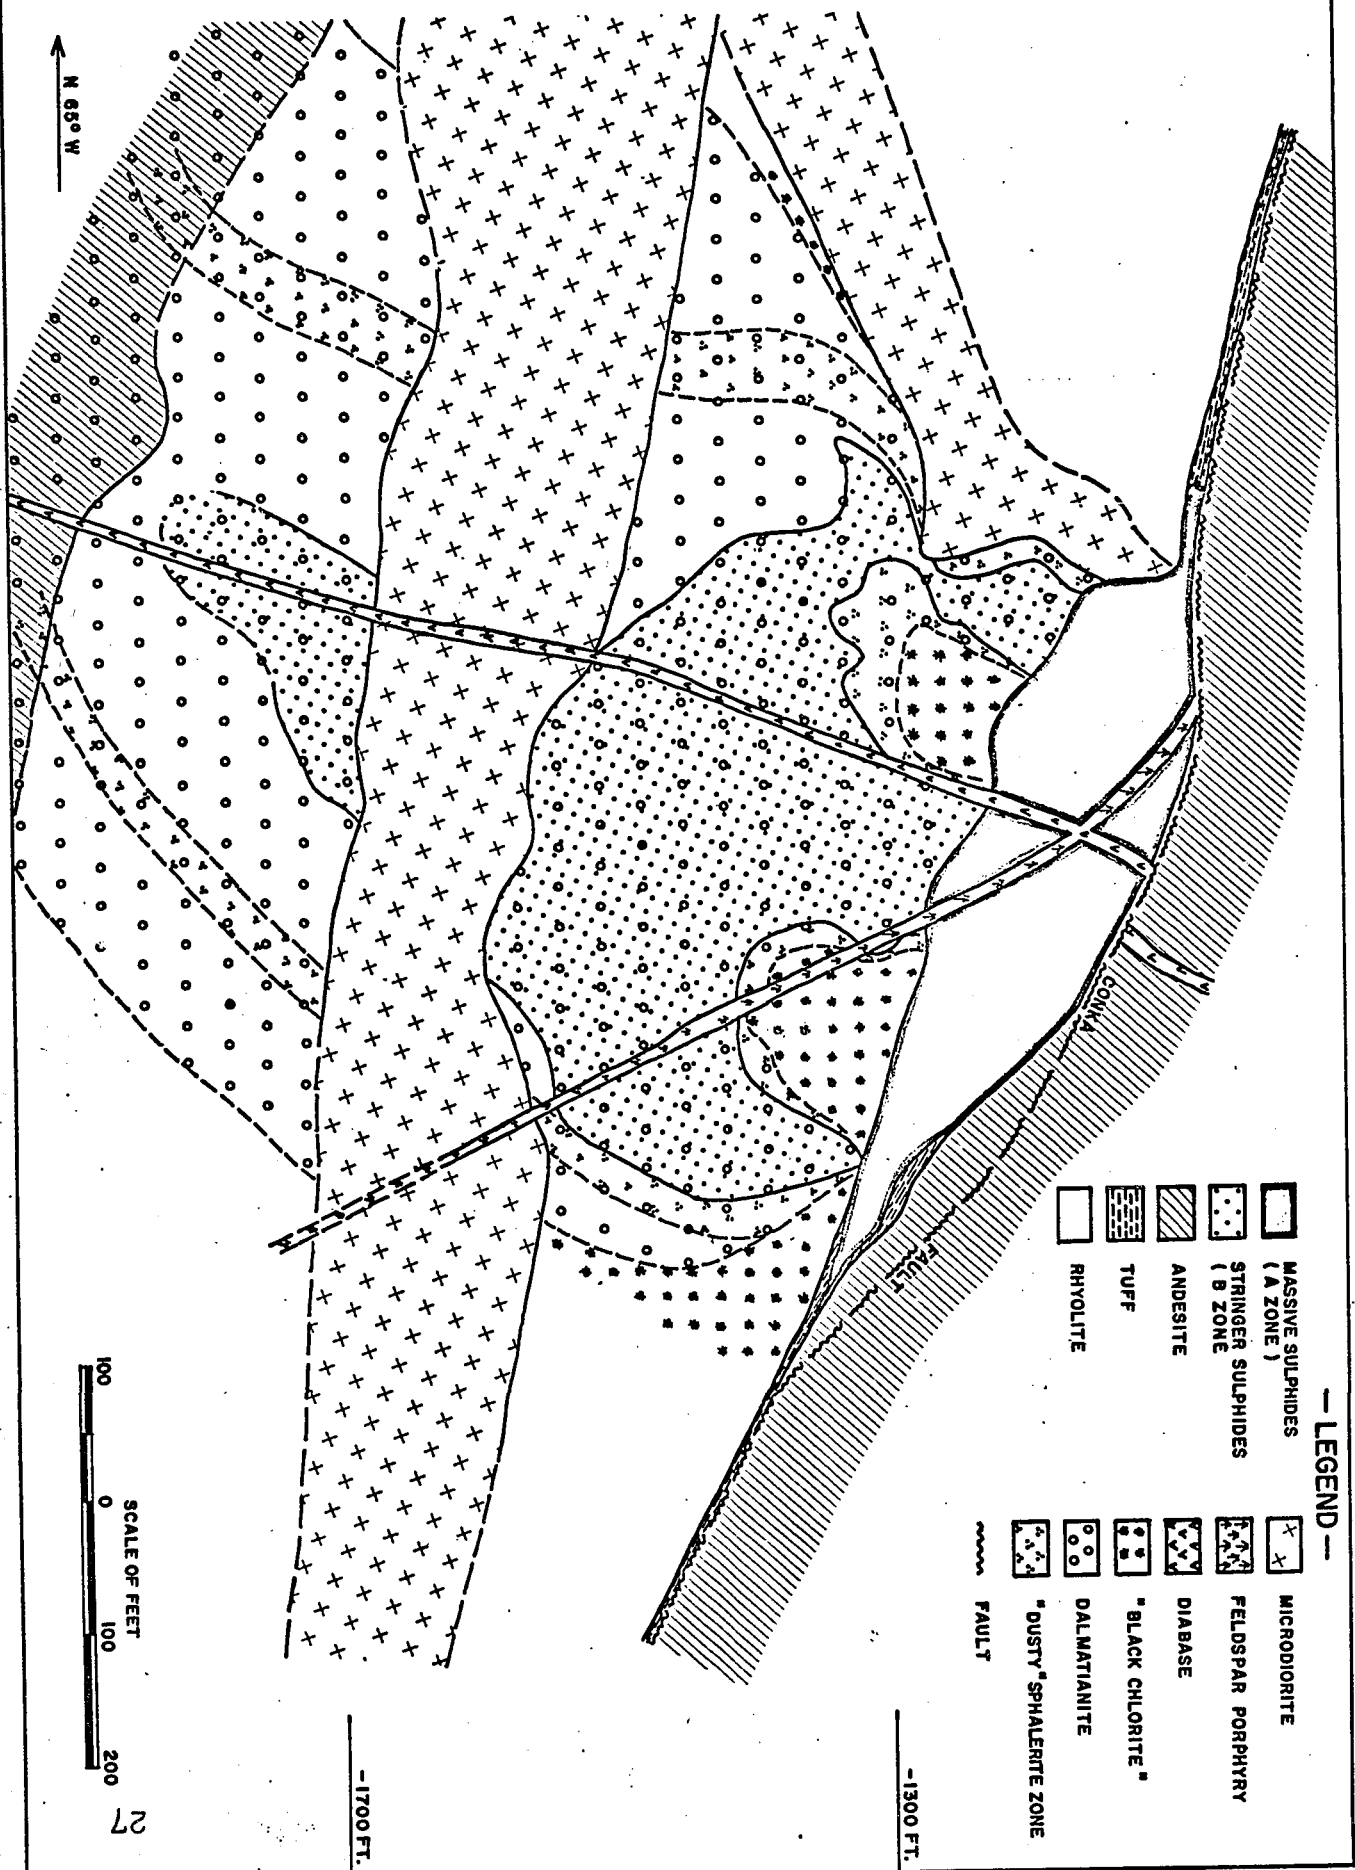 — LEGEND —
MASSIVE SULPHIDES
( A ZONE )
STRINGER SULPHIDES
( B ZONE
ANDESITE
TUFF
RHYOLITE
MICRODIORITE
FELDSPAR PORPHYRY
DIABASE
"BLACK CHLORITE"
DALMATIANITE
"DUSTY" SPHALERITE ZONE
FAULT
N 65° W
CONIKA
FAULT
-1300 FT.
-1700 FT.
100 0 100 200
SCALE OF FEET
27